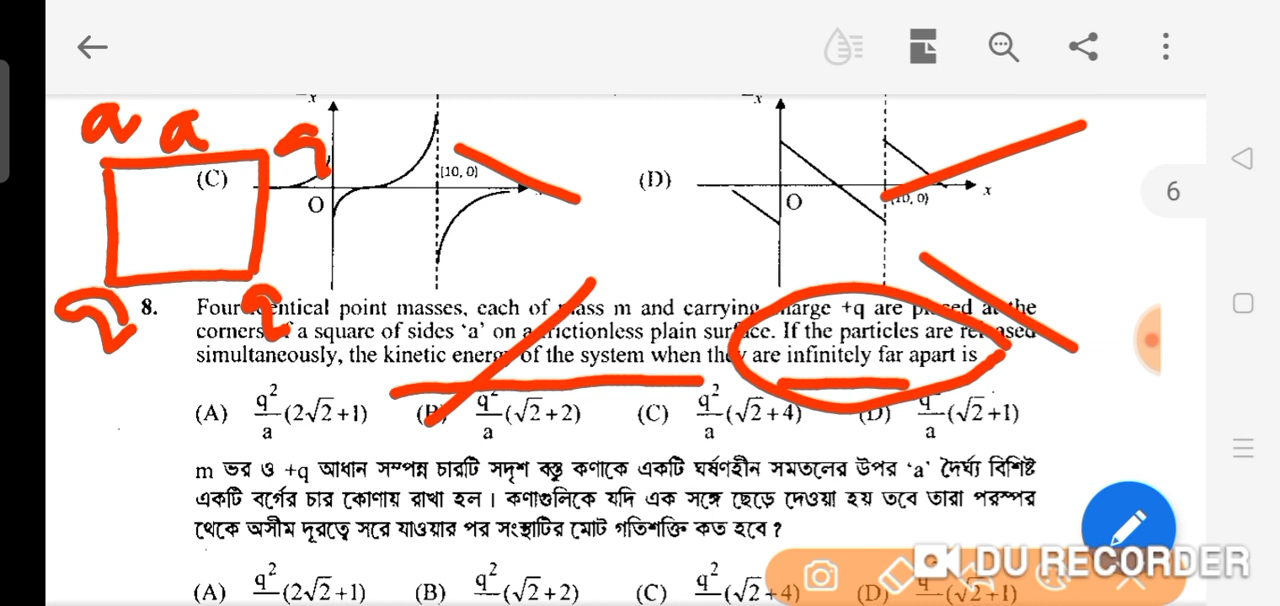 a a q
x x
(C) [10, 0) (D) (10, 0)
O x O x
6
q q
8. Four identical point masses, each of mass m and carrying charge +q are placed at the
corners of a square of sides 'a' on a frictionless plain surface. If the particles are released
simultaneously, the kinetic energy of the system when they are infinitely far apart is
(A) q²/a (2√2+1) (B) q²/a (√2+2) (C) q²/a (√2+4) (D) q²/a (√2+1)
m ভর ও +q আধান সম্পন্ন চারটি সদৃশ বস্তু কণাকে একটি ঘর্ষণহীন সমতলের উপর 'a' দৈর্ঘ্য বিশিষ্ট
একটি বর্গের চার কোণায় রাখা হল। কণাগুলিকে যদি এক সঙ্গে ছেড়ে দেওয়া হয় তবে তারা পরস্পর
থেকে অসীম দূরত্বে সরে যাওয়ার পর সংস্থাটির মোট গতিশক্তি কত হবে ?
DU RECORDER
(A) q² (2√2+1) (B) q² (√2+2) (C) q² (√2+4) (D) q (√2+1)